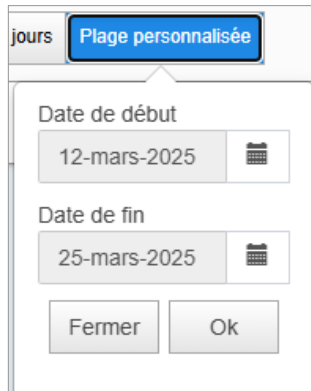 jours Plage personnalisée
Date de début
12-mars-2025
Date de fin
25-mars-2025
Fermer Ok